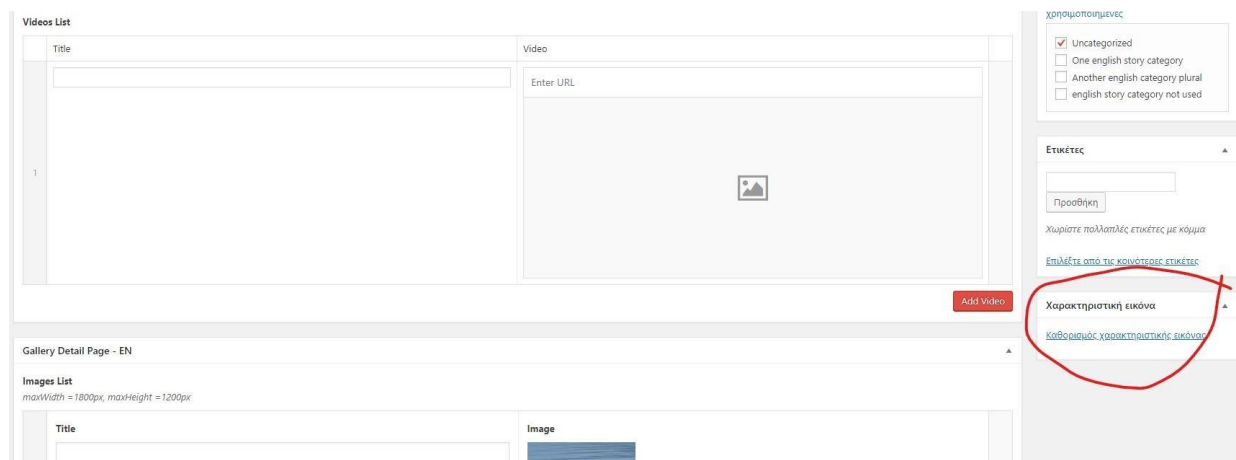 Videos List
Title
Video
Enter URL
1
Add Video
Gallery Detail Page - EN
Images List
maxWidth =1800px, maxHeight =1200px
Title
Image
χρησιμοποιημένες
Uncategorized
One english story category
Another english category plural
english story category not used
Ετικέτες
Προσθήκη
Χωρίστε πολλαπλές ετικέτες με κόμμα
Επιλέξτε από τις κοινότερες ετικέτες
Χαρακτηριστική εικόνα
Καθορισμός χαρακτηριστικής εικόνας